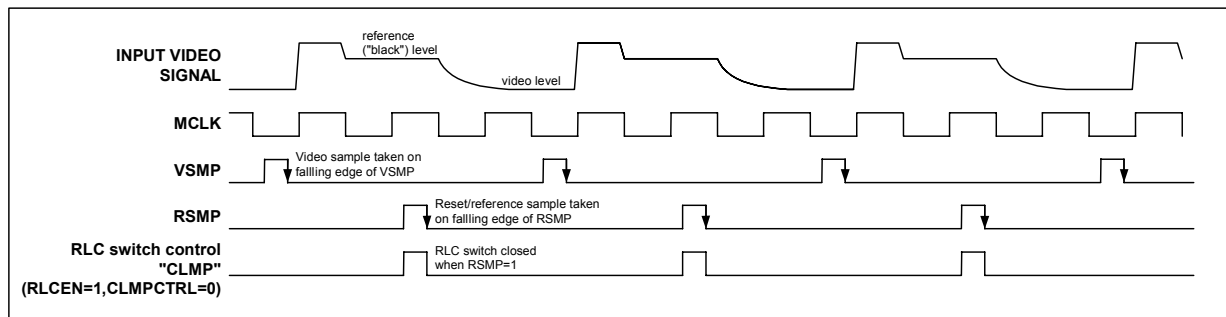 INPUT VIDEO
SIGNAL
reference
("black") level
video level
MCLK
VSMP
Video sample taken on
fallling edge of VSMP
RSMP
Reset/reference sample taken
on fallling edge of RSMP
RLC switch control
"CLMP"
(RLCEN=1,CLMPCTRL=0)
RLC switch closed
when RSMP=1